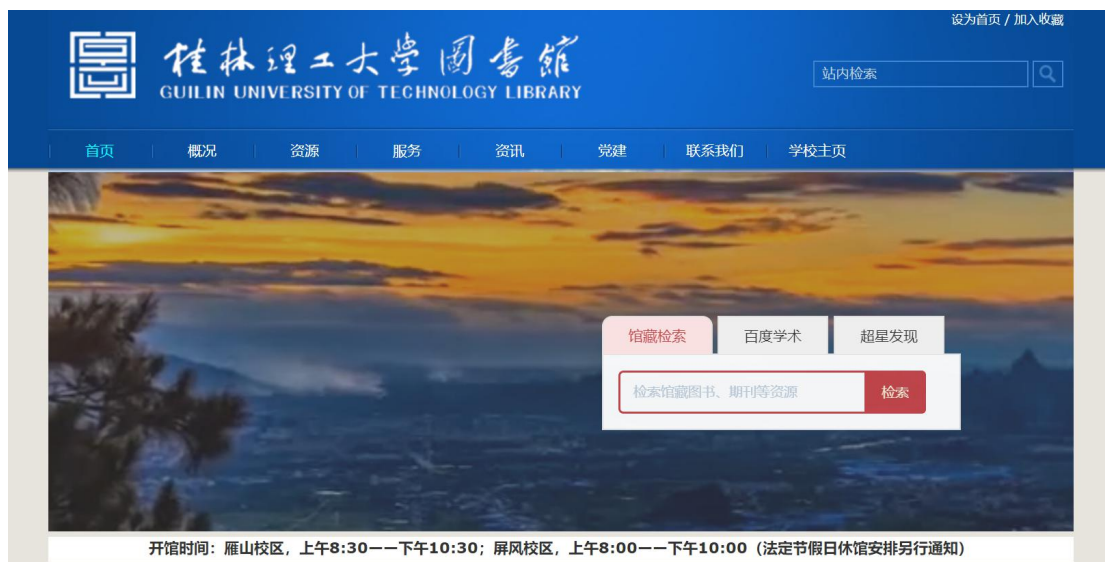 设为首页 / 加入收藏
桂林理工大学图书馆
GUILIN UNIVERSITY OF TECHNOLOGY LIBRARY
站内检索
首页 概况 资源 服务 资讯 党建 联系我们 学校主页
馆藏检索 百度学术 超星发现
检索馆藏图书、期刊等资源 检索
开馆时间：雁山校区，上午8:30——下午10:30；屏风校区，上午8:00——下午10:00（法定节假日休馆安排另行通知）